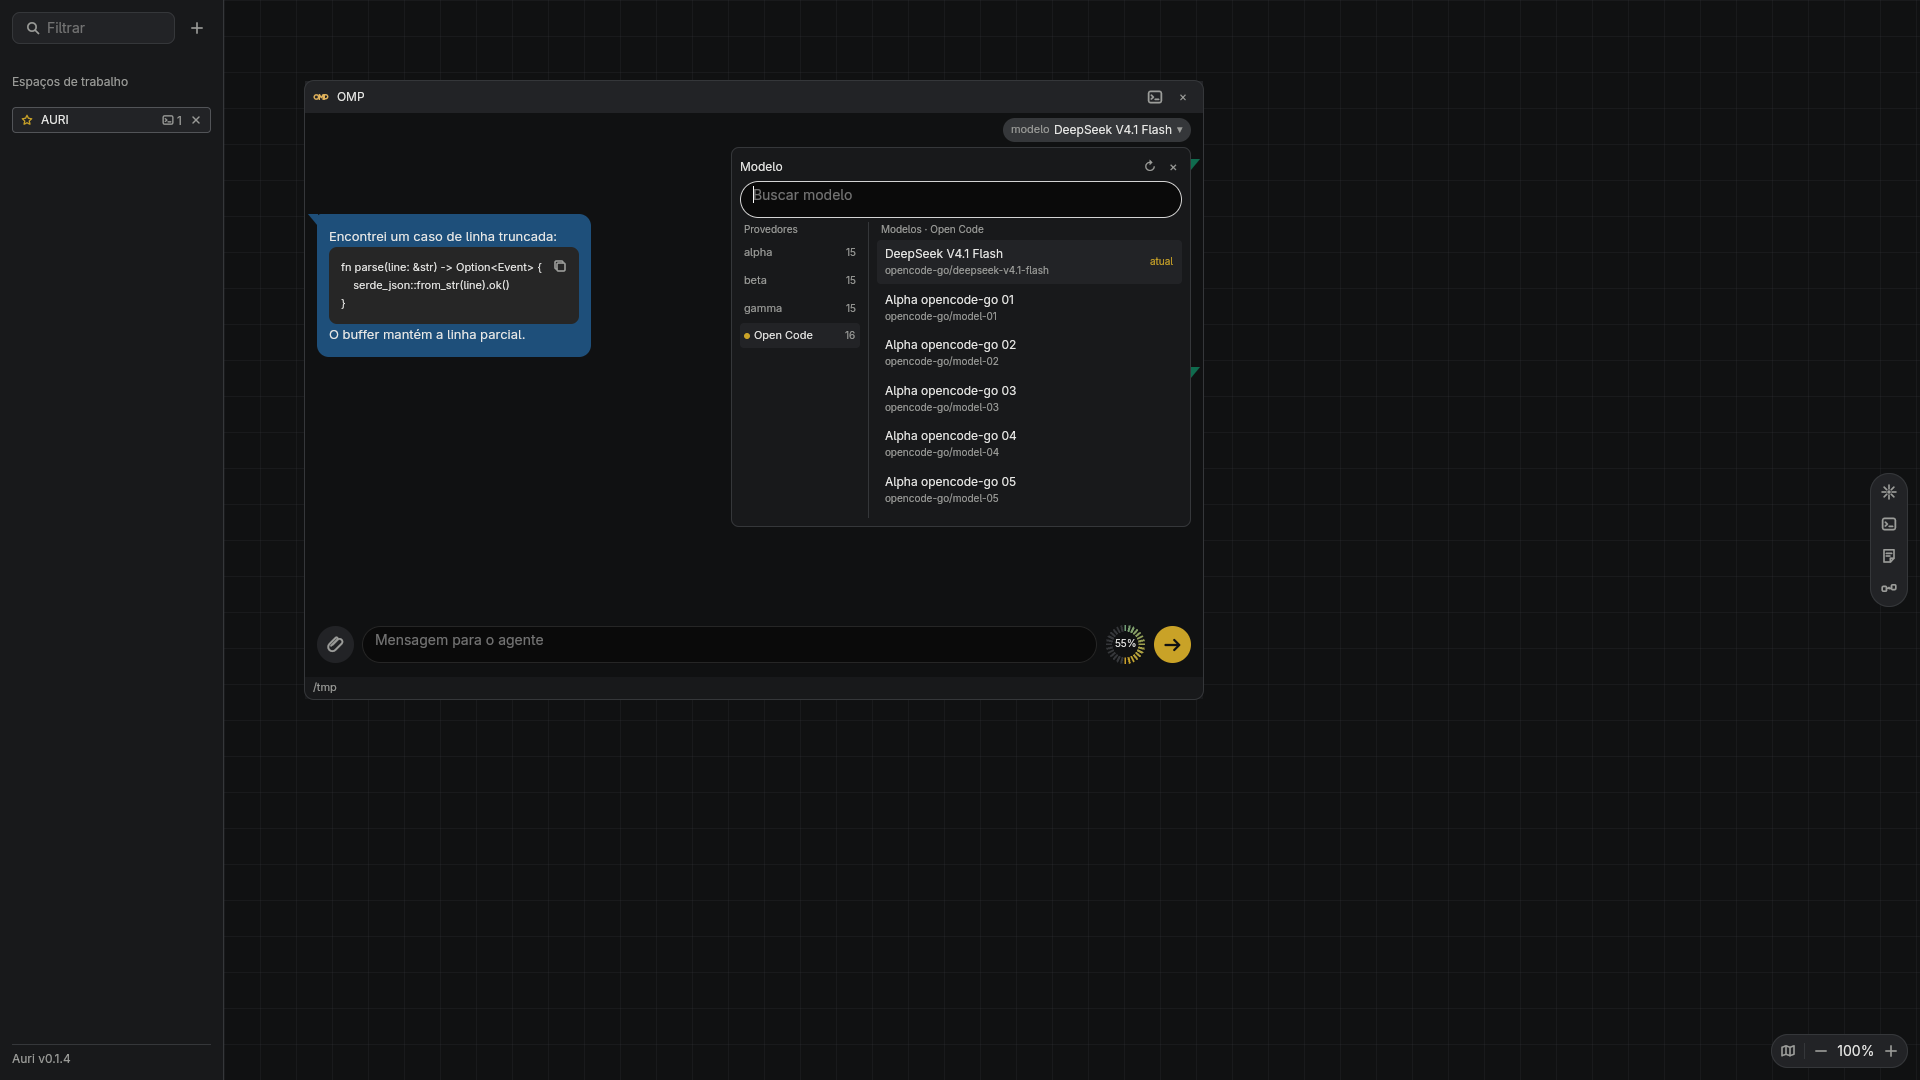 Filtrar
Espaços de trabalho
AURI 1
OMP
modelo DeepSeek V4.1 Flash
Encontrei um caso de linha truncada:
fn parse(line: &str) -> Option<Event> {
serde_json::from_str(line).ok()
}
O buffer mantém a linha parcial.
Modelo
Buscar modelo
Provedores
alpha 15
beta 15
gamma 15
Open Code 16
Modelos · Open Code
DeepSeek V4.1 Flash
opencode-go/deepseek-v4.1-flash
atual
Alpha opencode-go 01
opencode-go/model-01
Alpha opencode-go 02
opencode-go/model-02
Alpha opencode-go 03
opencode-go/model-03
Alpha opencode-go 04
opencode-go/model-04
Alpha opencode-go 05
opencode-go/model-05
Mensagem para o agente
55%
/tmp
Auri v0.1.4
100%